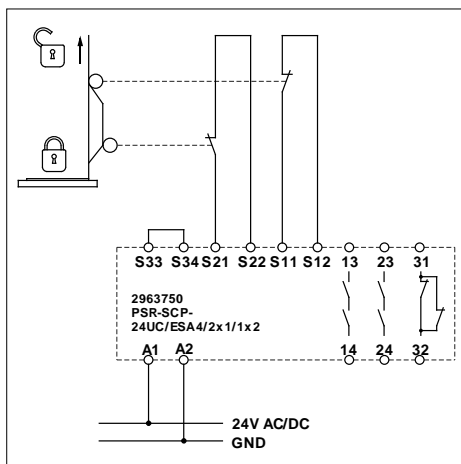 S33 S34 S21 S22 S11 S12 13 23 31
2963750
PSR-SCP-
24UC/ESA4/2x1/1x2
A1 A2 14 24 32
24V AC/DC
GND